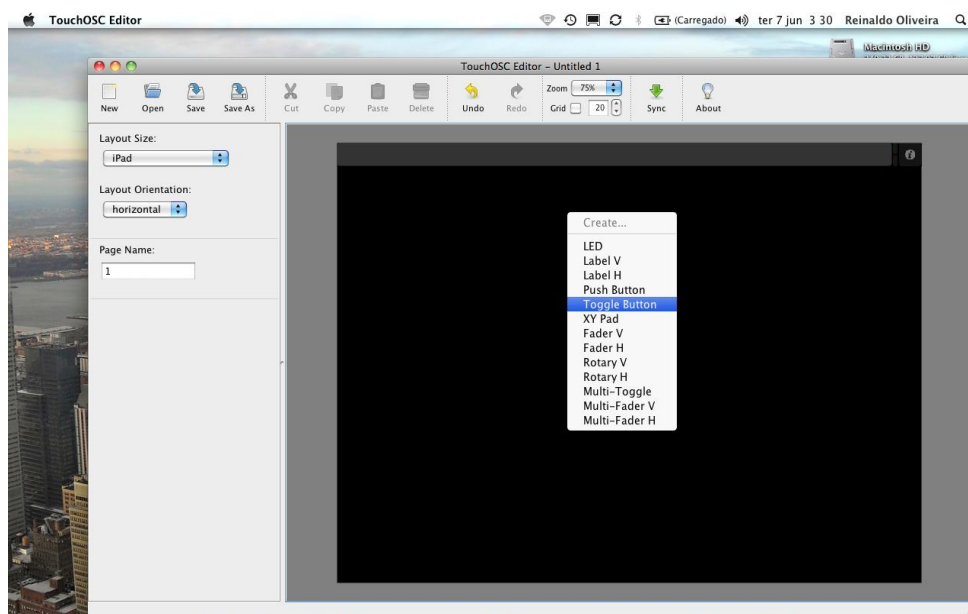 TouchOSC Editor
(Carregado) ter 7 jun 3 30 Reinaldo Oliveira
Macintosh HD
TouchOSC Editor – Untitled 1
New Open Save Save As Cut Copy Paste Delete Undo Redo Zoom 75% Grid 20 Sync About
Layout Size:
iPad
Layout Orientation:
horizontal
Page Name:
1
Create...
LED
Label V
Label H
Push Button
Toggle Button
XY Pad
Fader V
Fader H
Rotary V
Rotary H
Multi-Toggle
Multi-Fader V
Multi-Fader H